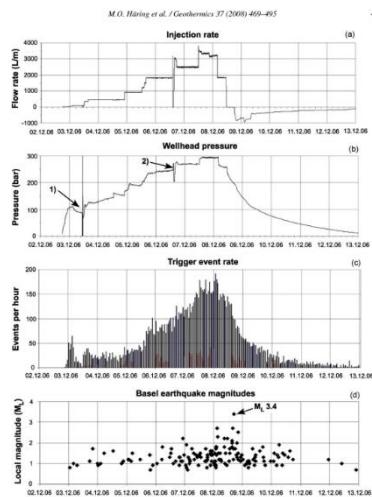 M.O. Häring et al. / Geothermics 37 (2008) 469–495
Injection rate
(a)
Flow rate (L/m)
4000
3000
2000
1000
0
-1000
02.12.06 03.12.06 04.12.06 05.12.06 06.12.06 07.12.06 08.12.06 09.12.06 10.12.06 11.12.06 12.12.06 13.12.06
Wellhead pressure
(b)
Pressure (bar)
300
200
100
0
1)
2)
02.12.06 03.12.06 04.12.06 05.12.06 06.12.06 07.12.06 08.12.06 09.12.06 10.12.06 11.12.06 12.12.06 13.12.06
Trigger event rate
(c)
Events per hour
200
150
100
50
0
02.12.06 03.12.06 04.12.06 05.12.06 06.12.06 07.12.06 08.12.06 09.12.06 10.12.06 11.12.06 12.12.06 13.12.06
Basel earthquake magnitudes
(d)
Local magnitude (ML)
4
3
2
1
0
ML 3.4
02.12.06 03.12.06 04.12.06 05.12.06 06.12.06 07.12.06 08.12.06 09.12.06 10.12.06 11.12.06 12.12.06 13.12.06